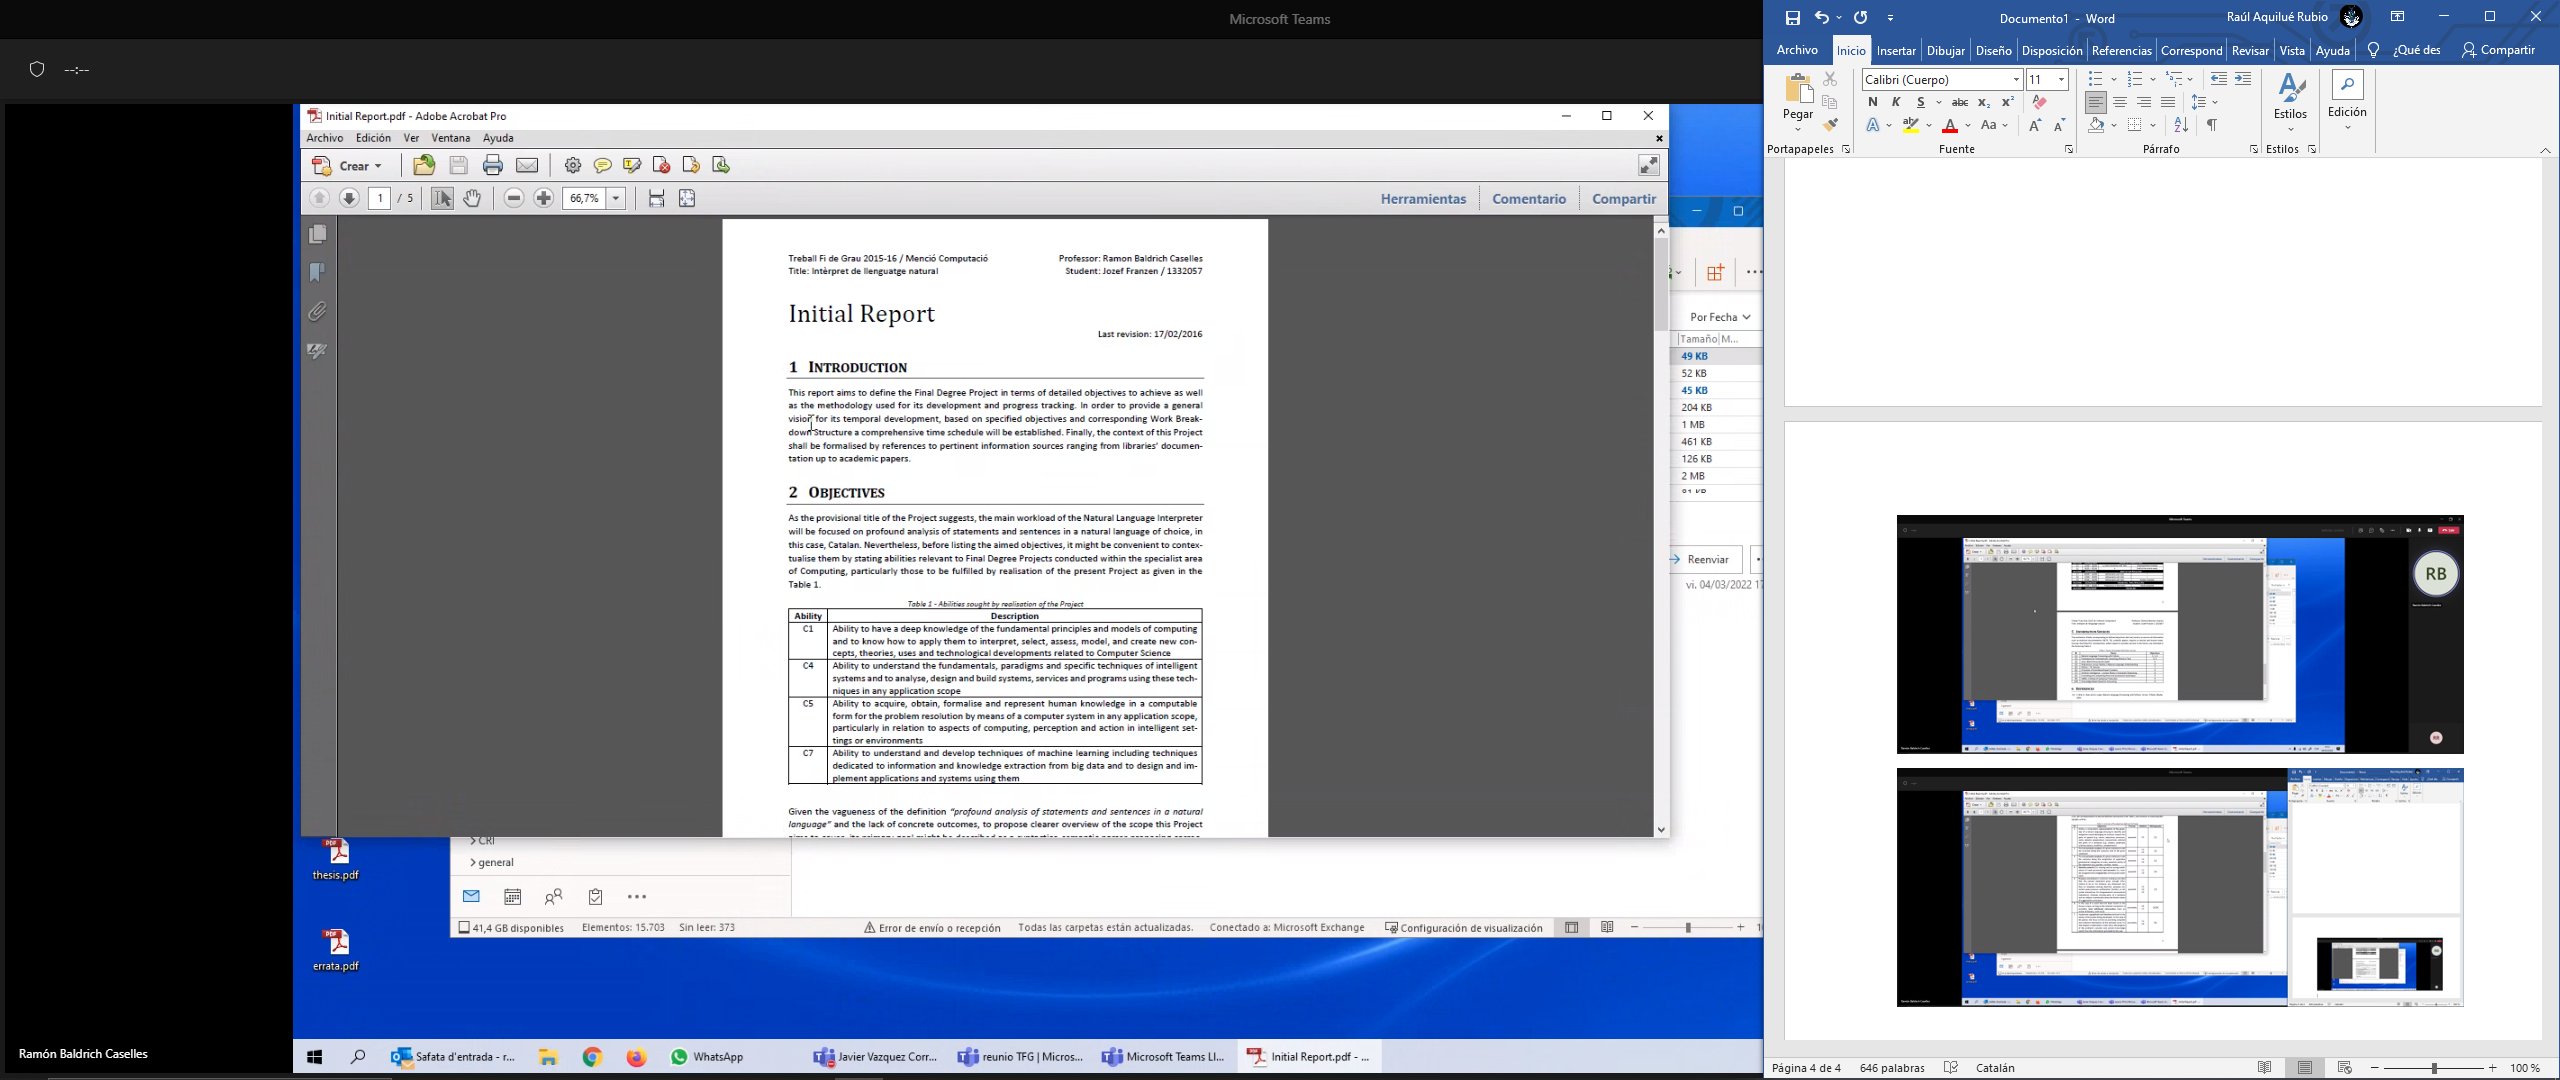 Microsoft Teams
--:--
Initial Report.pdf - Adobe Acrobat Pro
Archivo Edición Ver Ventana Ayuda
Crear
1 / 5 66,7% Herramientas Comentario Compartir
Treball Fi de Grau 2015-16 / Menció Computació Professor: Ramon Baldrich Caselles
Title: Intèrpret de llenguatge natural Student: Jozef Franzen / 1332057
Initial Report
Last revision: 17/02/2016
1 INTRODUCTION
This report aims to define the Final Degree Project in terms of detailed objectives to achieve as well
as the methodology used for its development and progress tracking. In order to provide a general
vision for its temporal development, based on specified objectives and corresponding Work Break-
down Structure a comprehensive time schedule will be established. Finally, the context of this Project
shall be formalised by references to pertinent information sources ranging from libraries' documen-
tation up to academic papers.
2 OBJECTIVES
As the provisional title of the Project suggests, the main workload of the Natural Language Interpreter
will be focused on profound analysis of statements and sentences in a natural language of choice, in
this case, Catalan. Nevertheless, before listing the aimed objectives, it might be convenient to contex-
tualise them by stating abilities relevant to Final Degree Projects conducted within the specialist area
of Computing, particularly those to be fulfilled by realisation of the present Project as given in the
Table 1.
Table 1 - Abilities sought by realisation of the Project
Ability Description
C1 Ability to have a deep knowledge of the fundamental principles and models of computing
and to know how to apply them to interpret, select, assess, model, and create new con-
cepts, theories, uses and technological developments related to Computer Science
C4 Ability to understand the fundamentals, paradigms and specific techniques of intelligent
systems and to analyse, design and build systems, services and programs using these tech-
niques in any application scope
C5 Ability to acquire, obtain, formalise and represent human knowledge in a computable
form for the problem resolution by means of a computer system in any application scope,
particularly in relation to aspects of computing, perception and action in intelligent set-
tings or environments
C7 Ability to understand and develop techniques of machine learning including techniques
dedicated to information and knowledge extraction from big data and to design and im-
plement applications and systems using them
Given the vagueness of the definition "profound analysis of statements and sentences in a natural
language" and the lack of concrete outcomes, to propose clearer overview of the scope this Project
Por Fecha
Tamaño M...
49 KB
52 KB
45 KB
204 KB
1 MB
461 KB
126 KB
2 MB
81 KB
Reenviar
vi. 04/03/2022 17
CRI
general
41,4 GB disponibles Elementos: 15.703 Sin leer: 373 Error de envío o recepción Todas las carpetas están actualizadas. Conectado a: Microsoft Exchange Configuración de visualización
thesis.pdf
errata.pdf
Ramón Baldrich Caselles
Safata d'entrada - r... WhatsApp Javier Vazquez Corr... reunio TFG | Micros... Microsoft Teams Ll... Initial Report.pdf - ...
Documento1 - Word Raúl Aquilué Rubio
Archivo Inicio Insertar Dibujar Diseño Disposición Referencias Correspond Revisar Vista Ayuda ¿Qué des Compartir
Calibri (Cuerpo) 11
N K S abc x₂ x² Aa
Pegar Estilos Edición
Portapapeles Fuente Párrafo Estilos
RB
Página 4 de 4 646 palabras Catalán 100 %